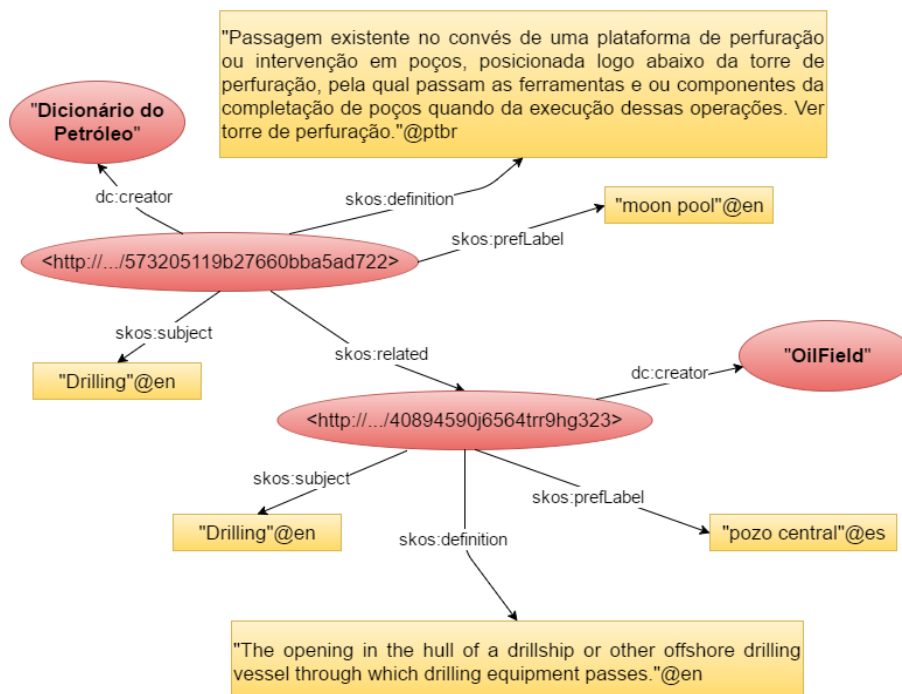 "Passagem existente no convés de uma plataforma de perfuração
ou intervenção em poços, posicionada logo abaixo da torre de
perfuração, pela qual passam as ferramentas e ou componentes da
completação de poços quando da execução dessas operações. Ver
torre de perfuração."@ptbr
"Dicionário do
Petróleo"
dc:creator
skos:definition
"moon pool"@en
skos:prefLabel
<http://.../573205119b27660bba5ad722>
skos:subject
skos:related
"OilField"
"Drilling"@en
dc:creator
<http://.../40894590j6564trr9hg323>
skos:subject
skos:prefLabel
"Drilling"@en
skos:definition
"pozo central"@es
"The opening in the hull of a drillship or other offshore drilling
vessel through which drilling equipment passes."@en